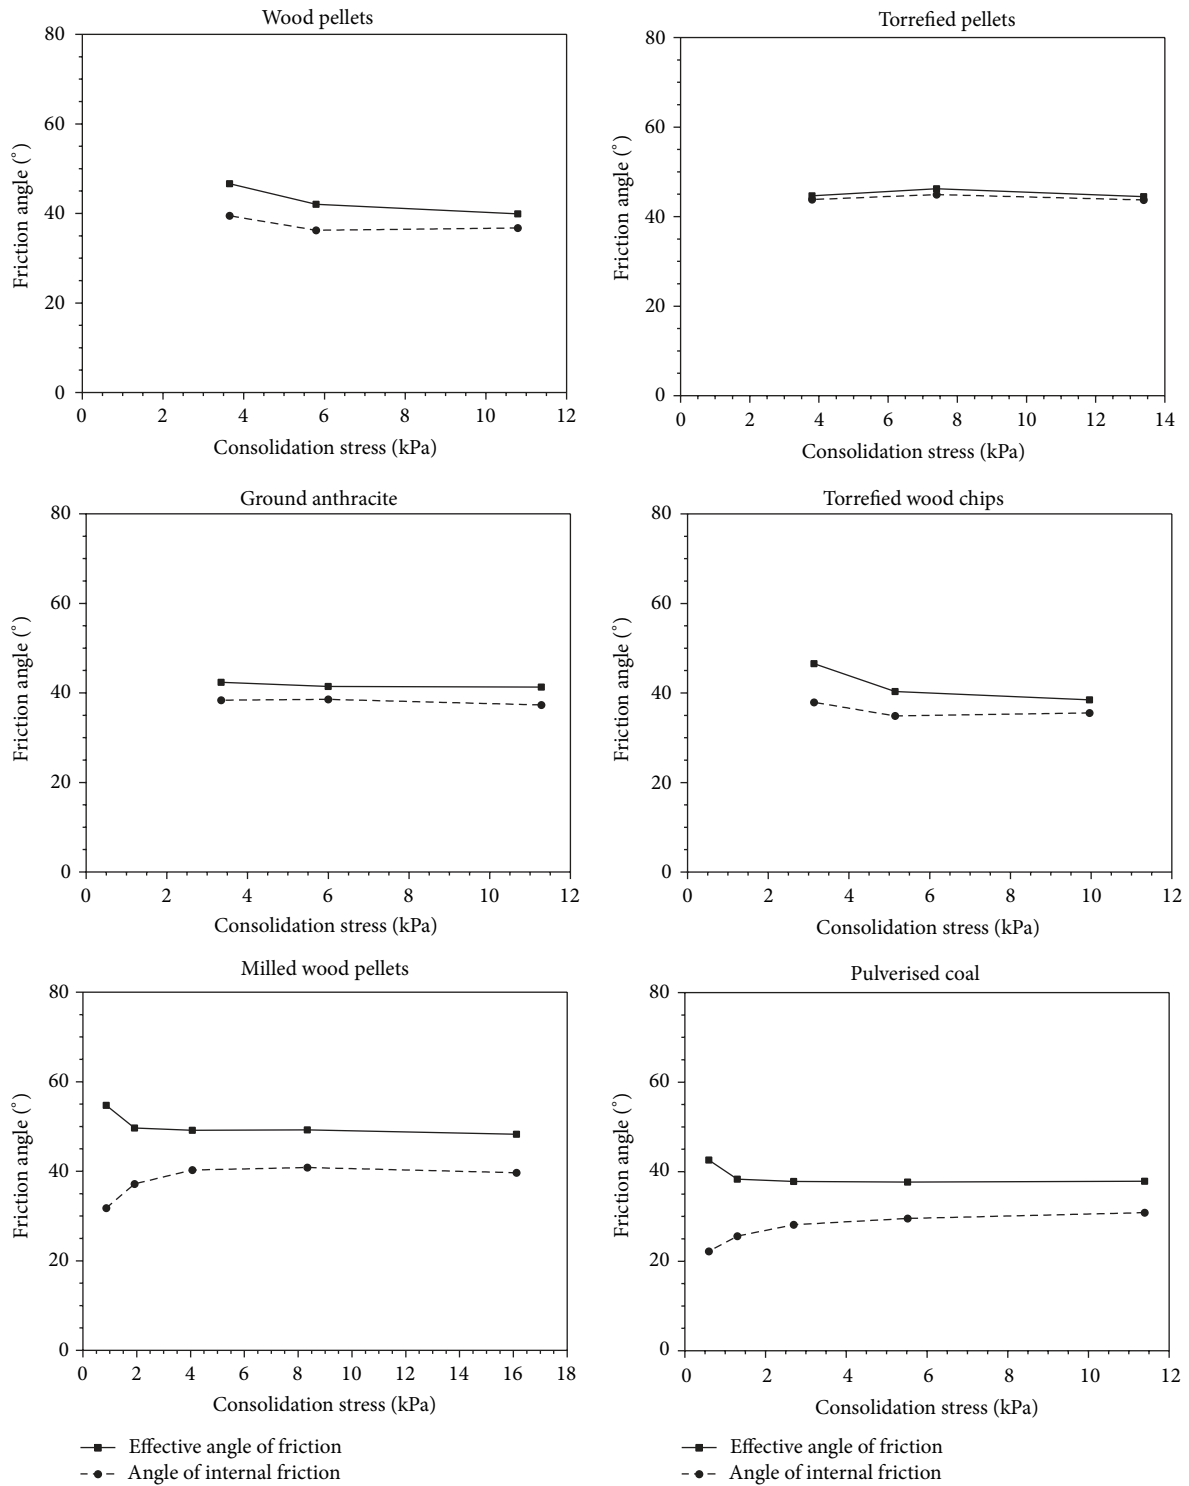 Wood pellets
80
60
40
20
0
Friction angle (°)
0 2 4 6 8 10 12
Consolidation stress (kPa)
Torrefied pellets
80
60
40
20
0
Friction angle (°)
0 2 4 6 8 10 12 14
Consolidation stress (kPa)
Ground anthracite
80
60
40
20
0
Friction angle (°)
0 2 4 6 8 10 12
Consolidation stress (kPa)
Torrefied wood chips
80
60
40
20
0
Friction angle (°)
0 2 4 6 8 10 12
Consolidation stress (kPa)
Milled wood pellets
80
60
40
20
0
Friction angle (°)
0 2 4 6 8 10 12 14 16 18
Consolidation stress (kPa)
Effective angle of friction
Angle of internal friction
Pulverised coal
80
60
40
20
0
Friction angle (°)
0 2 4 6 8 10 12
Consolidation stress (kPa)
Effective angle of friction
Angle of internal friction